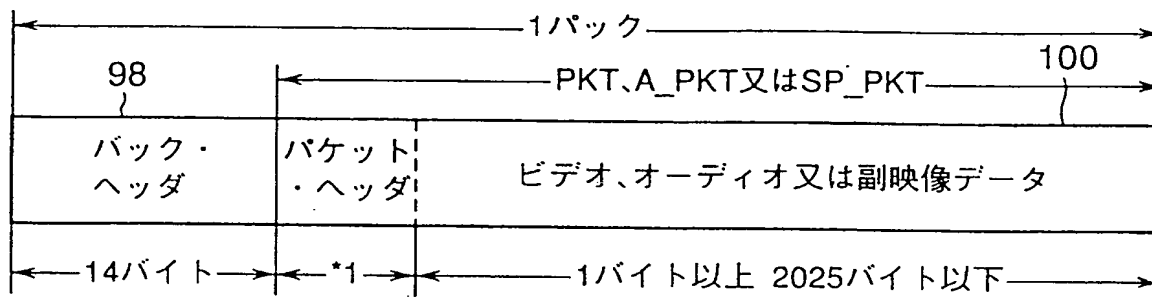 1パック
98
100
PKT、A_PKT又はSP_PKT
バック・
ヘッダ
パケット
・ヘッダ
ビデオ、オーディオ又は副映像データ
14バイト
*1
1バイト以上 2025バイト以下